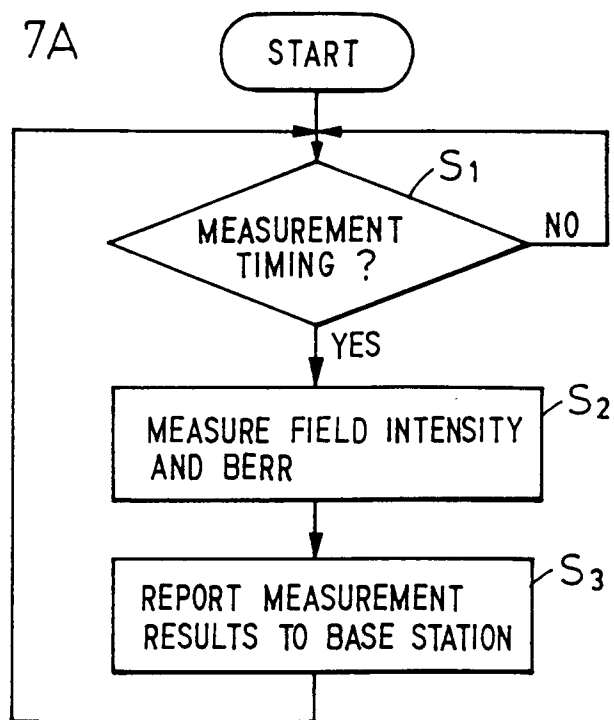 7A
START
S1
MEASUREMENT
TIMING ?
NO
YES
S2
MEASURE FIELD INTENSITY
AND BERR
S3
REPORT MEASUREMENT
RESULTS TO BASE STATION